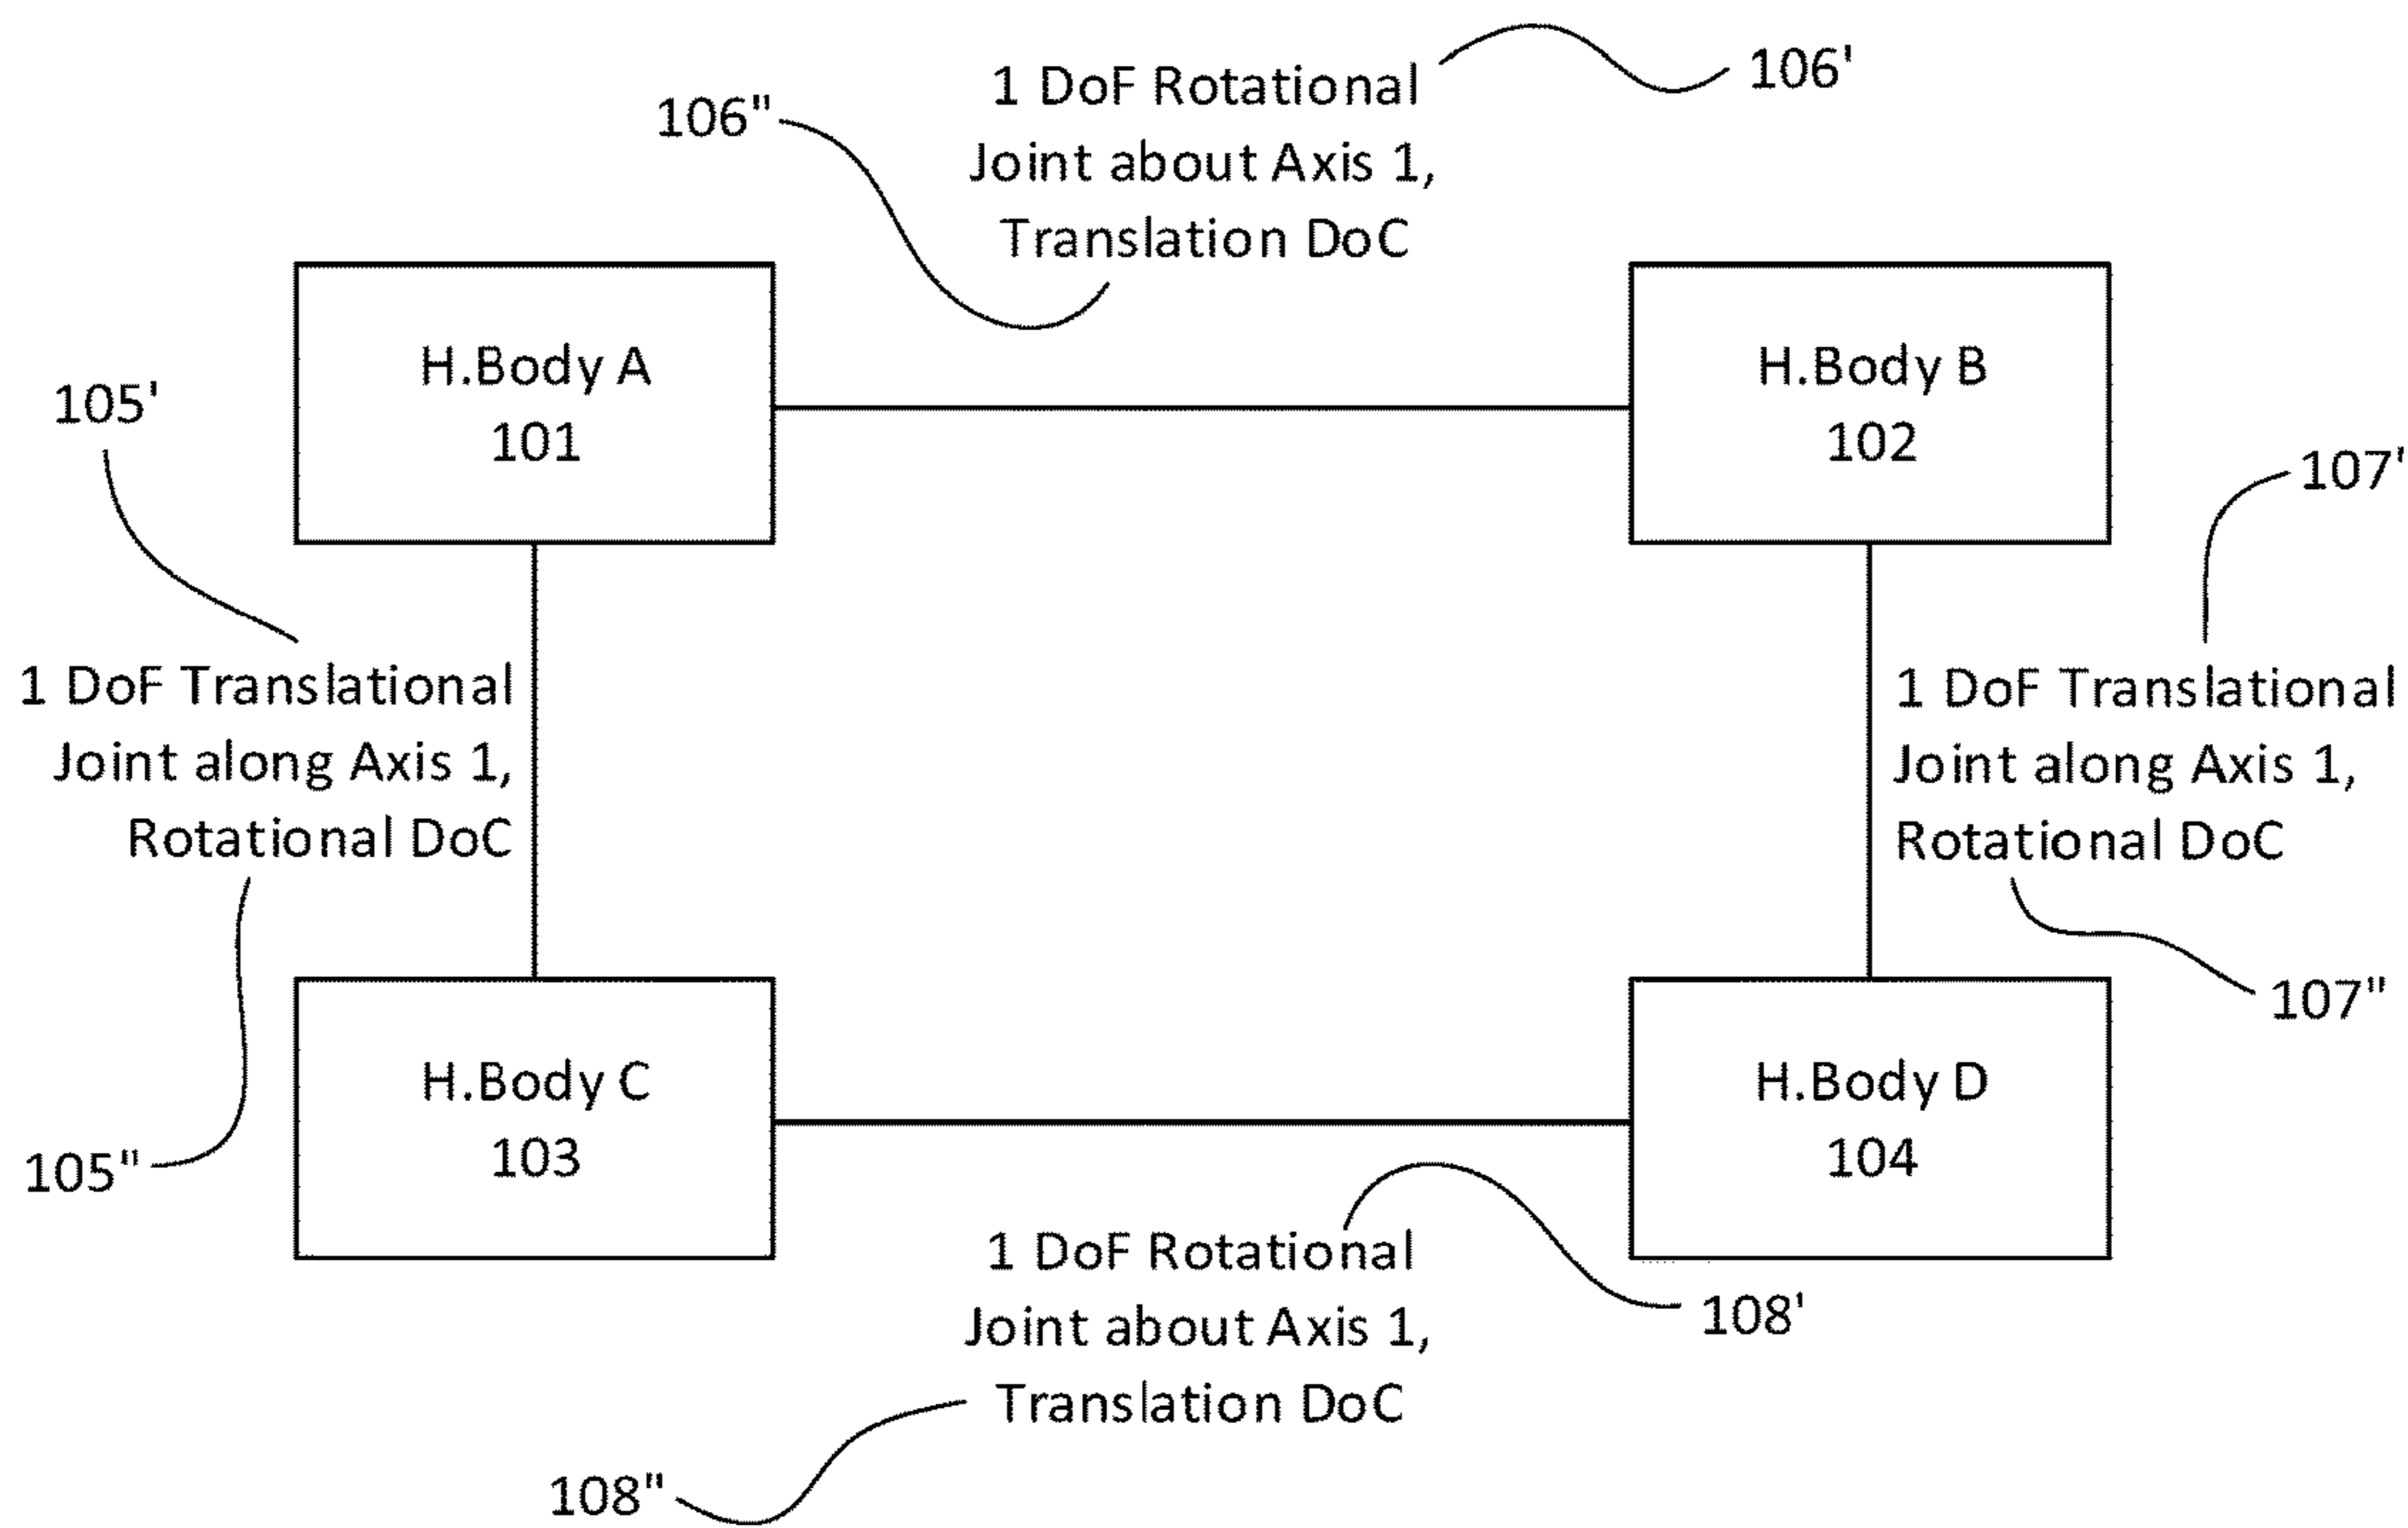 106'
1 DoF Rotational
Joint about Axis 1,
Translation DoC
106"
H.Body A
101
H.Body B
102
105'
107'
1 DoF Translational
Joint along Axis 1,
Rotational DoC
1 DoF Translational
Joint along Axis 1,
Rotational DoC
105"
107"
H.Body C
103
H.Body D
104
1 DoF Rotational
Joint about Axis 1,
Translation DoC
108'
108"